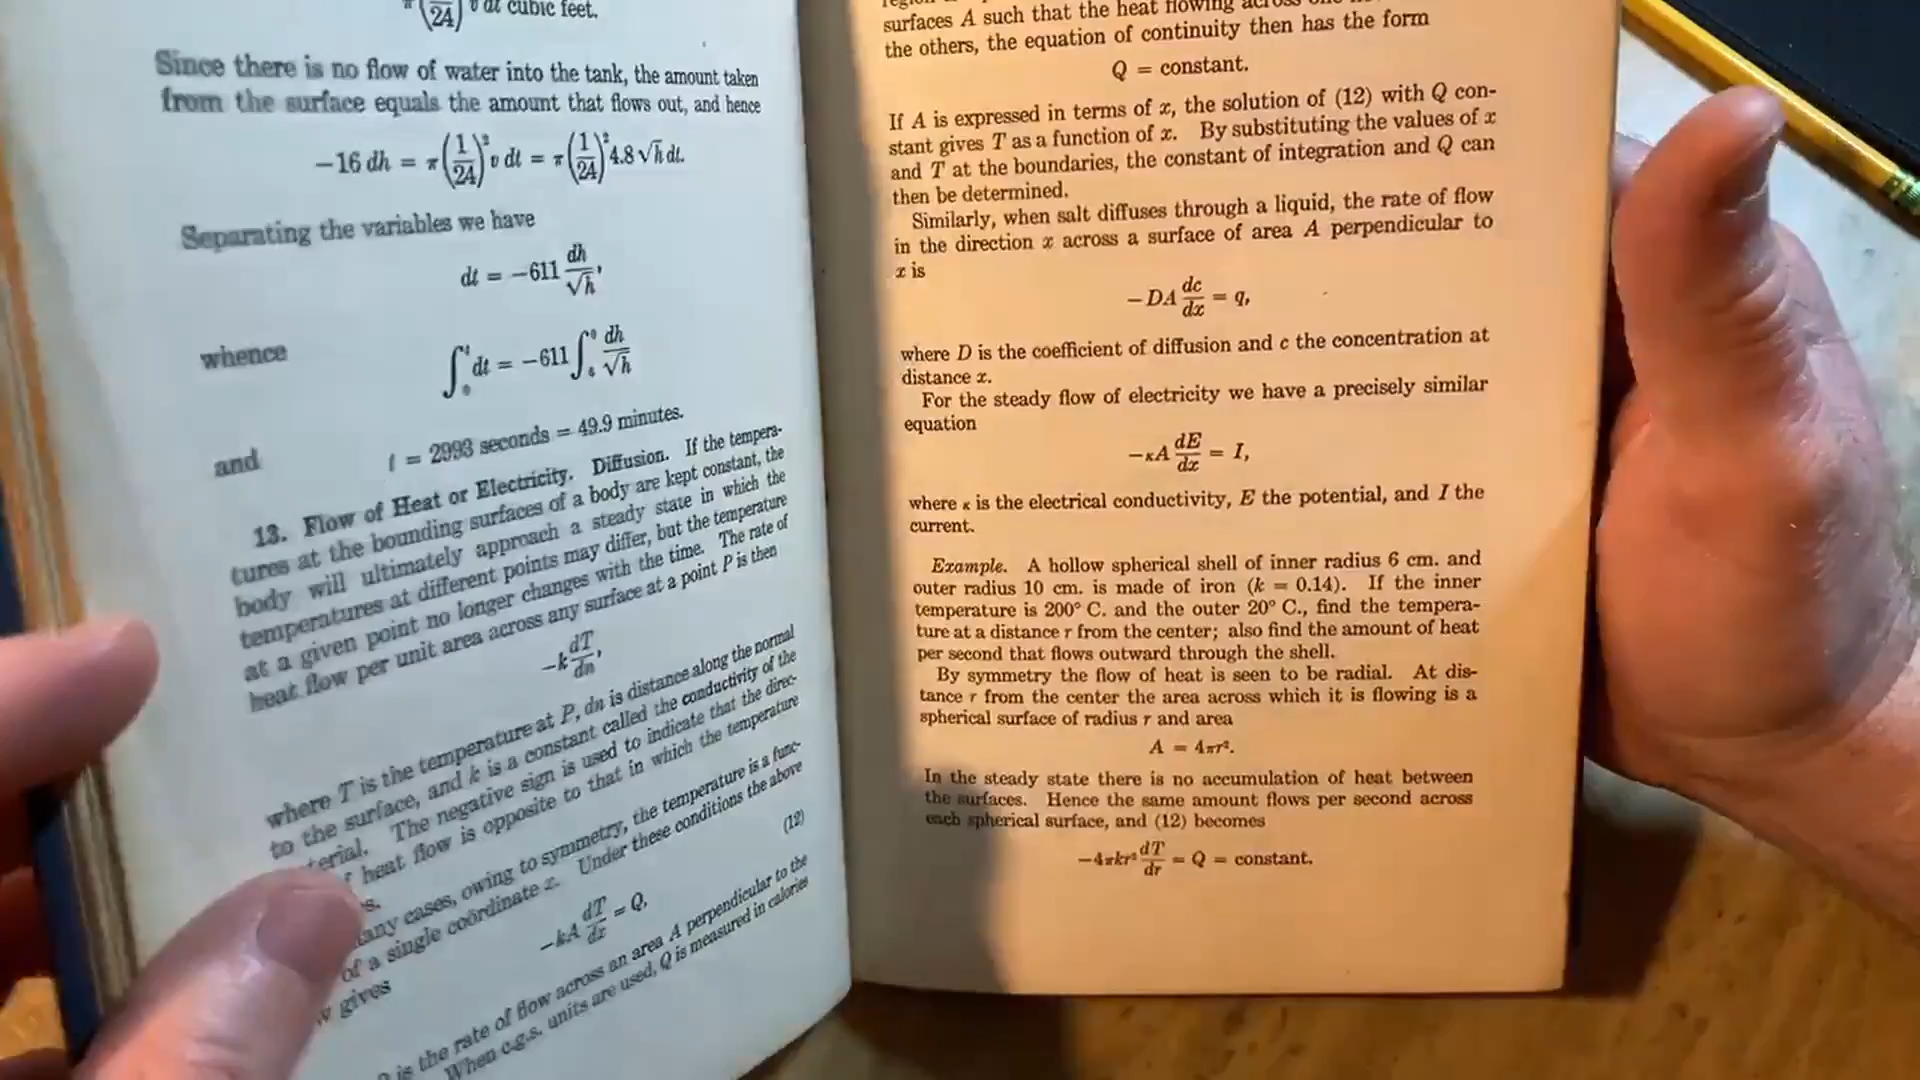 π(1/24)² v dt cubic feet.
Since there is no flow of water into the tank, the amount taken
from the surface equals the amount that flows out, and hence
−16 dh = π(1/24)² v dt = π(1/24)² 4.8 √h dt.
Separating the variables we have
dt = −611 dh/√h,
whence
∫₀ᵗ dt = −611 ∫₆⁰ dh/√h
and
t = 2993 seconds = 49.9 minutes.
13. Flow of Heat or Electricity. Diffusion. If the tempera-
tures at the bounding surfaces of a body are kept constant, the
body will ultimately approach a steady state in which the
temperatures at different points may differ, but the temperature
at a given point no longer changes with the time. The rate of
heat flow per unit area across any surface at a point P is then
−k dT/dn,
where T is the temperature at P, dn is distance along the normal
to the surface, and k is a constant called the conductivity of the
terial. The negative sign is used to indicate that the direc-
heat flow is opposite to that in which the temperature
s.
any cases, owing to symmetry, the temperature is a func-
of a single coördinate x. Under these conditions the above
gives
−kA dT/dx = Q, (12)
is the rate of flow across an area A perpendicular to the
When c.g.s. units are used, Q is measured in calories
surfaces A such that the heat flowing across one
the others, the equation of continuity then has the form
Q = constant.
If A is expressed in terms of x, the solution of (12) with Q con-
stant gives T as a function of x. By substituting the values of x
and T at the boundaries, the constant of integration and Q can
then be determined.
Similarly, when salt diffuses through a liquid, the rate of flow
in the direction x across a surface of area A perpendicular to
x is
−DA dc/dx = q,
where D is the coefficient of diffusion and c the concentration at
distance x.
For the steady flow of electricity we have a precisely similar
equation
−κA dE/dx = I,
where κ is the electrical conductivity, E the potential, and I the
current.
Example. A hollow spherical shell of inner radius 6 cm. and
outer radius 10 cm. is made of iron (k = 0.14). If the inner
temperature is 200° C. and the outer 20° C., find the tempera-
ture at a distance r from the center; also find the amount of heat
per second that flows outward through the shell.
By symmetry the flow of heat is seen to be radial. At dis-
tance r from the center the area across which it is flowing is a
spherical surface of radius r and area
A = 4πr².
In the steady state there is no accumulation of heat between
the surfaces. Hence the same amount flows per second across
each spherical surface, and (12) becomes
−4πkr² dT/dr = Q = constant.